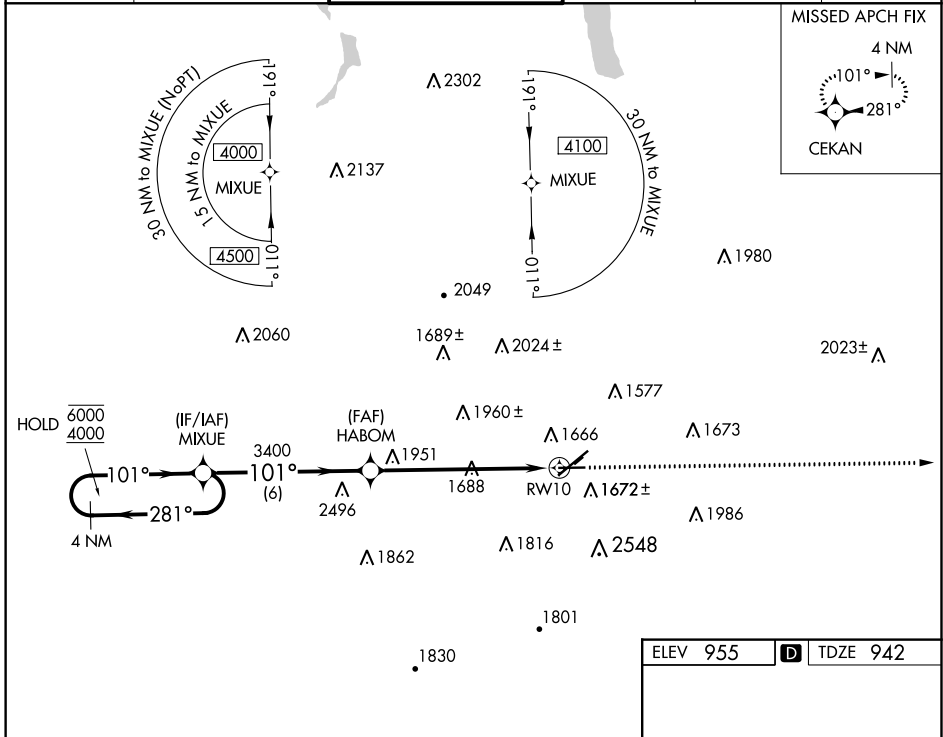 MISSED APCH FIX
4 NM
101°
281°
CEKAN
30 NM to MIXUE (NoPT)
15 NM to MIXUE
191°
4000
MIXUE
4500
011°
2302
2137
191°
4100
MIXUE
30 NM to MIXUE
011°
1980
2049
2060
1689±
2024±
2023±
1577
HOLD 6000
4000
(IF/IAF)
MIXUE
(FAF)
HABOM
1960±
1666
1673
3400
101°
101°
(6)
1951
1688
RW10
1672±
281°
2496
4 NM
1986
1862
1816
2548
1801
1830
ELEV 955 D TDZE 942